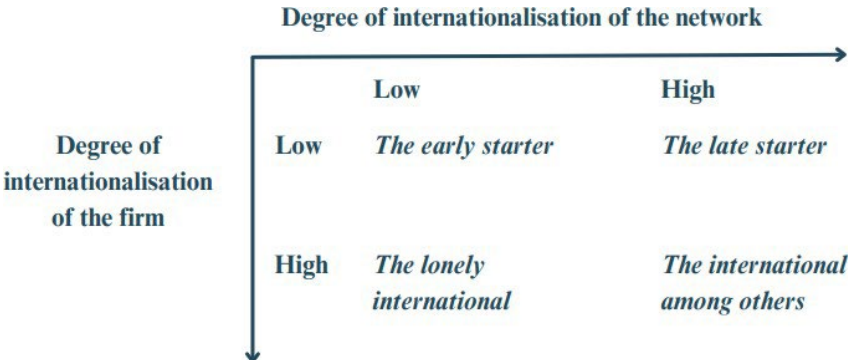 Degree of internationalisation of the network
Low High
Degree of
internationalisation
of the firm
Low The early starter The late starter
High The lonely
international
The international
among others